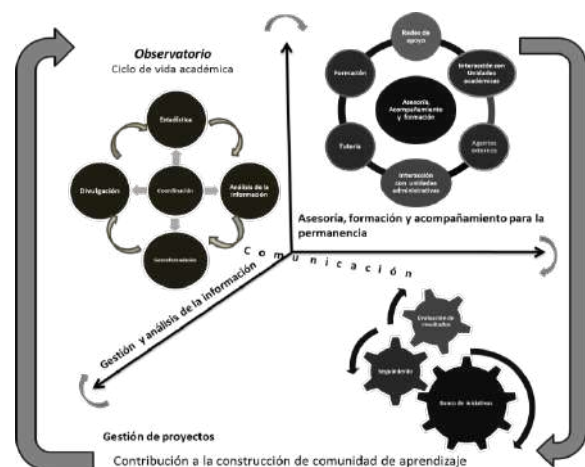 Observatorio
Ciclo de vida académica
Estadística
Divulgación
Coordinación
Análisis de la
información
Redes de
apoyo
Formación
Interacción con
Unidades
académicas
Asesoría,
Acompañamiento
y formación
Tutoría
Agentes
externos
Interacción
con unidades
administrativas
Asesoría, formación y acompañamiento para la
permanencia
Comunicación
Gestión y análisis de la información
Evaluación de
resultados
Seguimiento
Banco de iniciativas
Gestión de proyectos
Contribución a la construcción de comunidad de aprendizaje